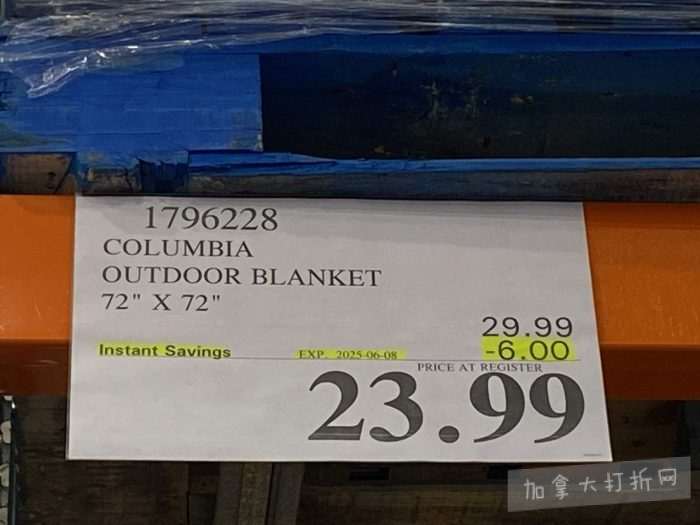 1796228
COLUMBIA
OUTDOOR BLANKET
72" X 72"
29.99
Instant Savings EXP 2025-06-08 -6.00
PRICE AT REGISTER
23.99
加拿大打折网